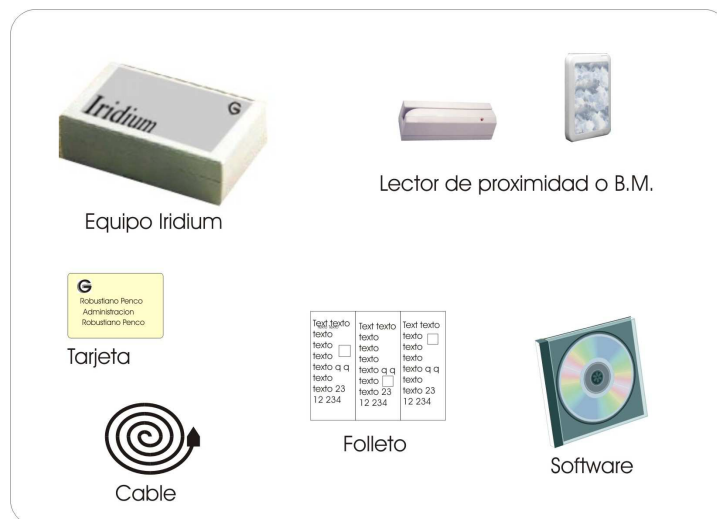 Iridium
G
Equipo Iridium
Lector de proximidad o B.M.
G
Robustiano Penco
Administracion
Robustiano Penco
Tarjeta
Cable
Text texto
texto
texto
texto
texto q q
texto
texto 23
12 234
Text texto
texto
texto
texto
texto q q
texto
texto 23
12 234
Text texto
texto
texto
texto
texto q q
texto
texto 23
12 234
Folleto
Software